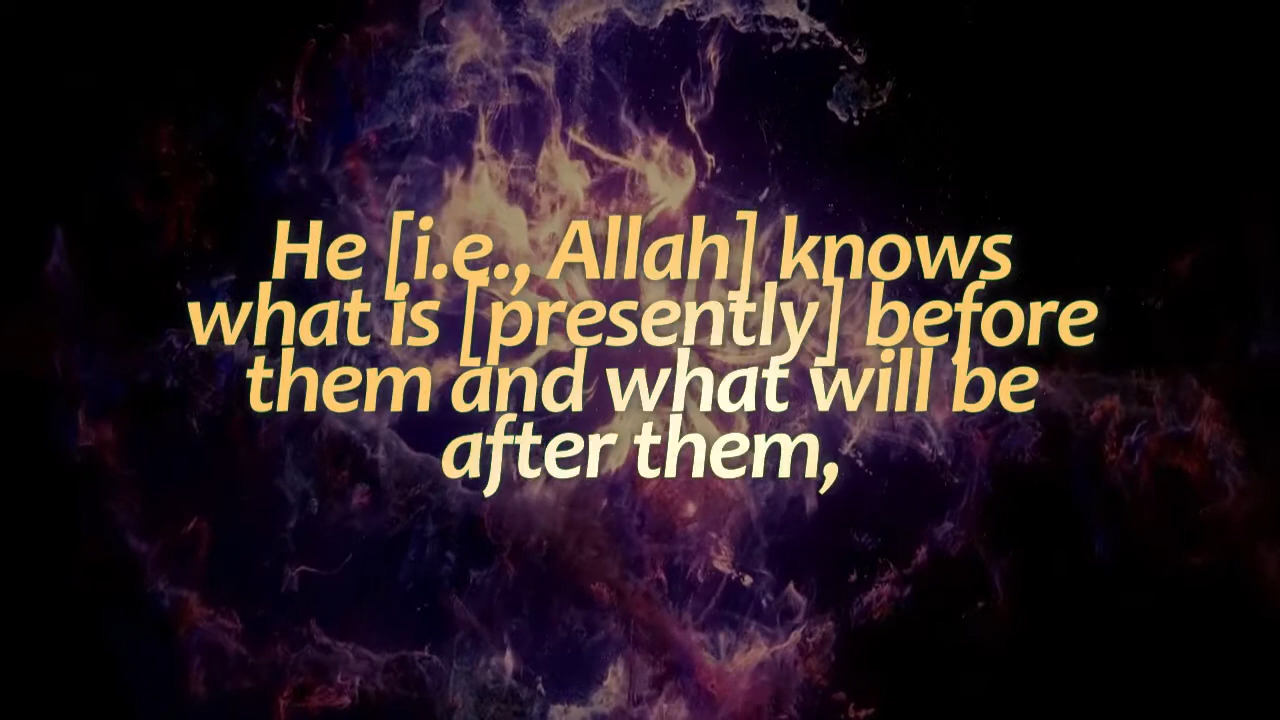 He [i.e., Allah] knows
what is [presently] before
them and what will be
after them,